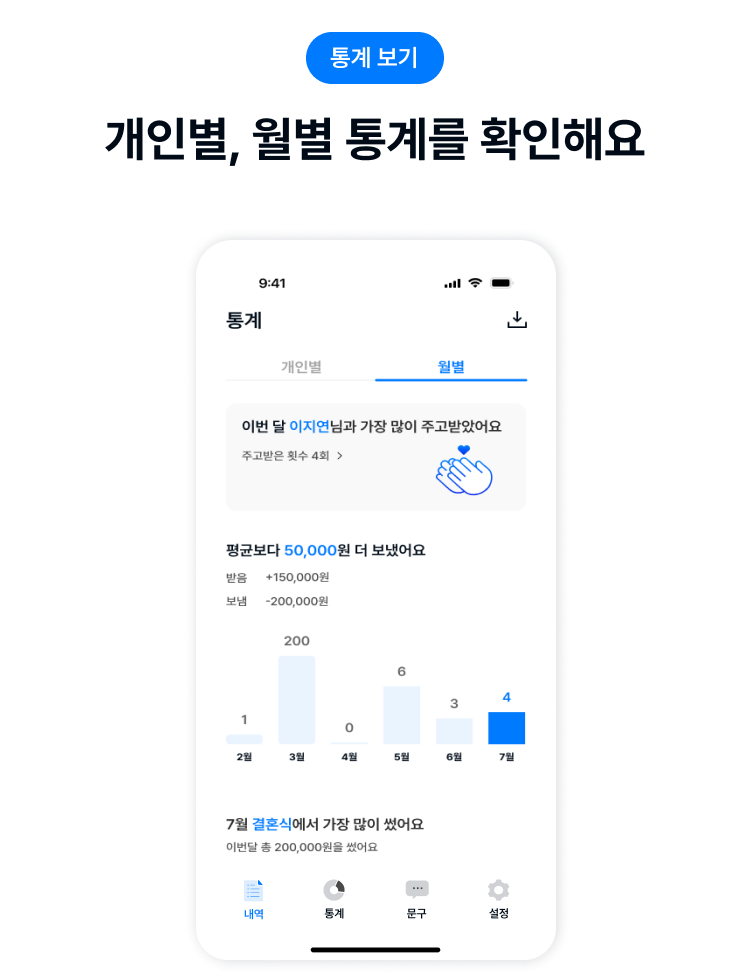 통계 보기
개인별, 월별 통계를 확인해요
9:41
통계
개인별 월별
이번 달 이지연님과 가장 많이 주고받았어요
주고받은 횟수 4회 >
평균보다 50,000원 더 보냈어요
받음 +150,000원
보냄 -200,000원
200
6
4
3
1
0
2월 3월 4월 5월 6월 7월
7월 결혼식에서 가장 많이 썼어요
이번달 총 200,000원을 썼어요
내역 통계 문구 설정